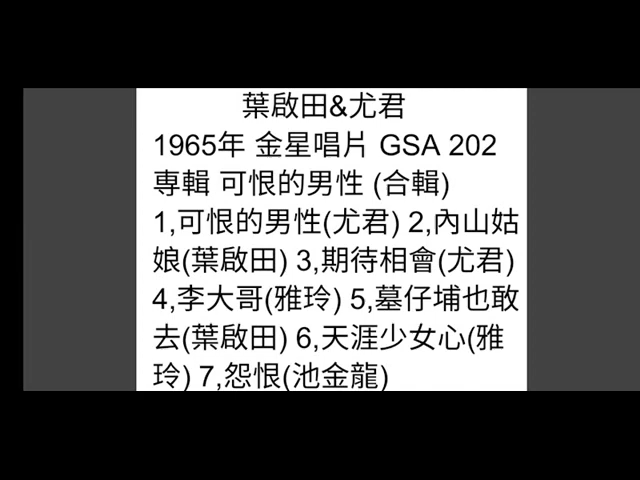 葉啟田&尤君
1965年 金星唱片 GSA 202
專輯 可恨的男性 (合輯)
1,可恨的男性(尤君) 2,內山姑
娘(葉啟田) 3,期待相會(尤君)
4,李大哥(雅玲) 5,墓仔埔也敢
去(葉啟田) 6,天涯少女心(雅
玲) 7,怨恨(池金龍)